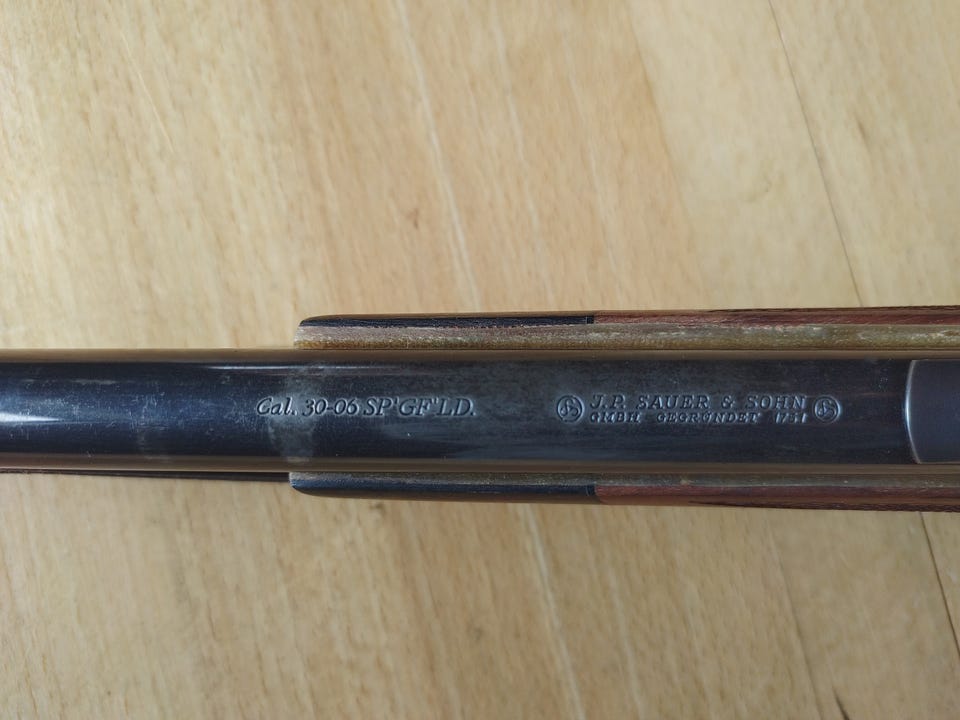 Cal. 30-06 SP'GF'LD.
J.P. SAUER & SOHN
GMBH GEGRÜNDET 1751